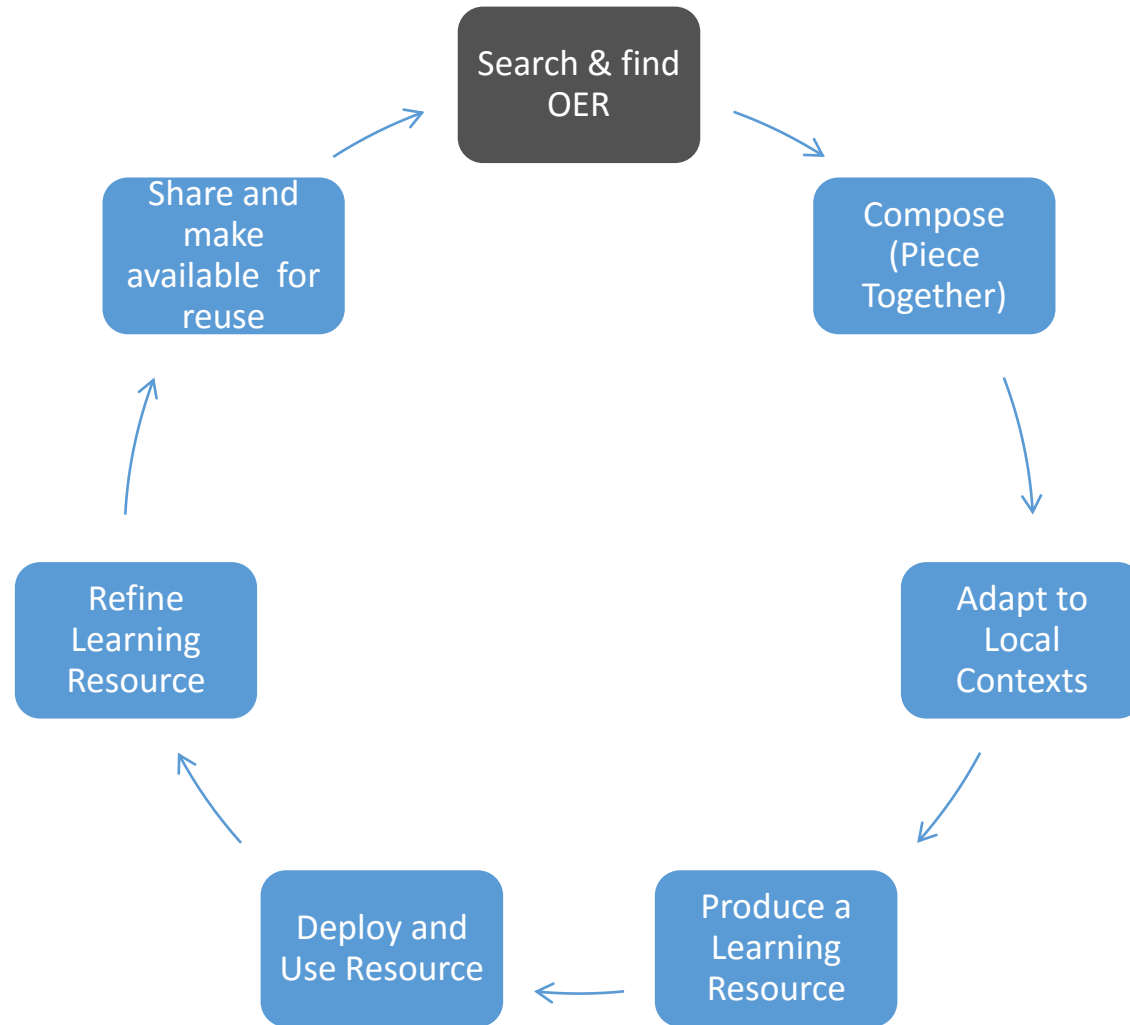 Search & find
OER
Compose
(Piece
Together)
Adapt to
Local
Contexts
Produce a
Learning
Resource
Deploy and
Use Resource
Refine
Learning
Resource
Share and
make
available  for
reuse